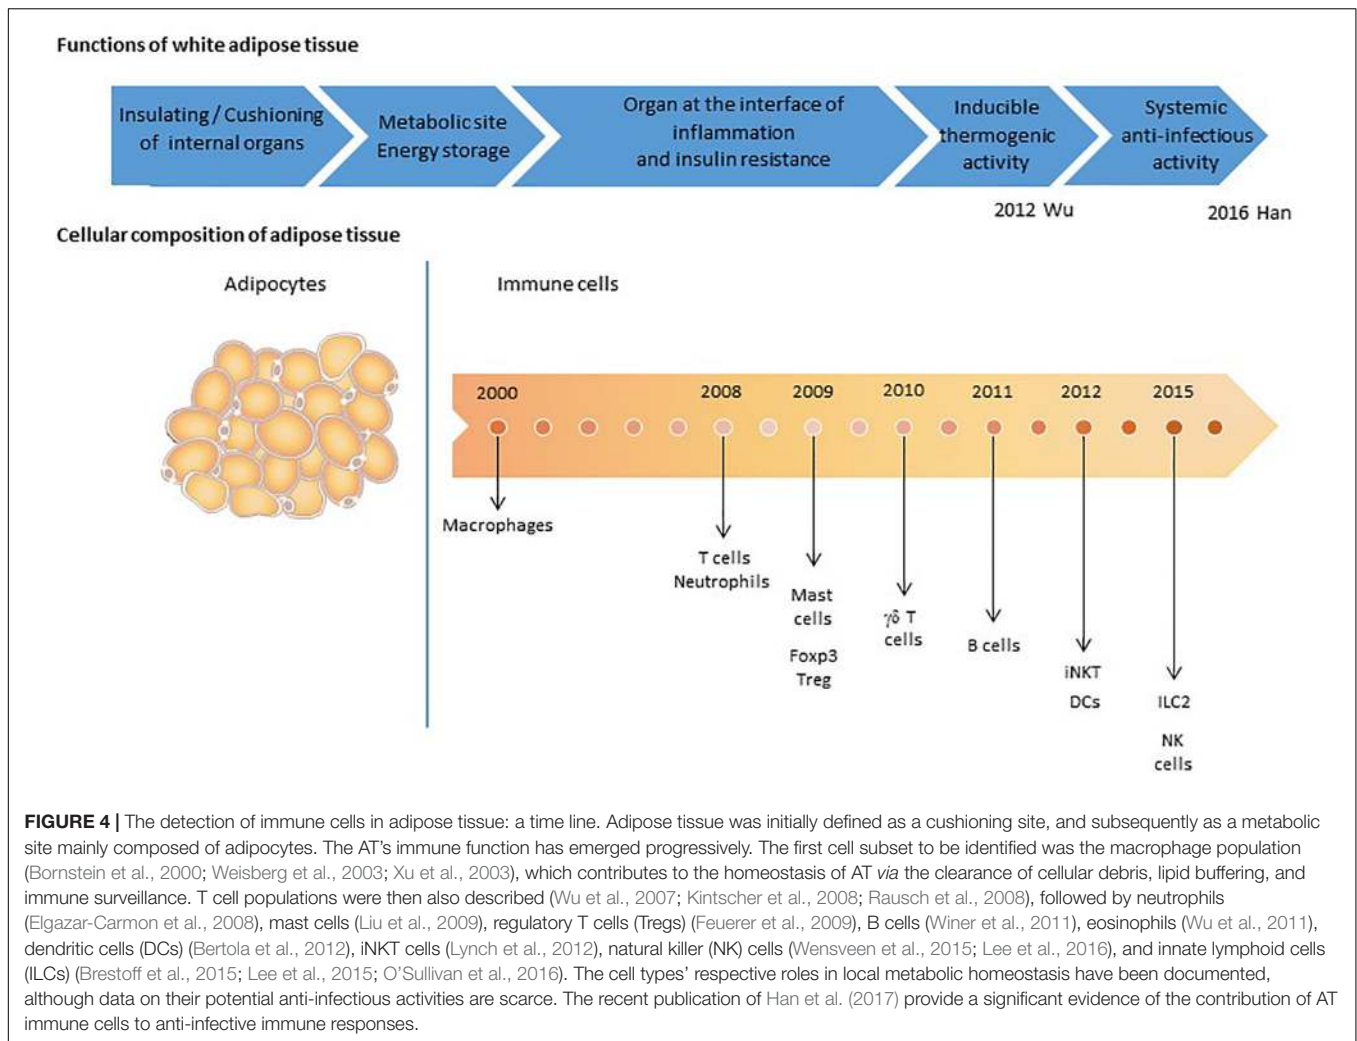 Functions of white adipose tissue
Insulating / Cushioning
of internal organs
Metabolic site
Energy storage
Organ at the interface of
inflammation
and insulin resistance
Inducible
thermogenic
activity
Systemic
anti-infectious
activity
2012 Wu
2016 Han
Cellular composition of adipose tissue
Adipocytes
Immune cells
2000
2008
2009
2010
2011
2012
2015
Macrophages
T cells
Neutrophils
Mast
cells
Foxp3
Treg
γδ T
cells
B cells
iNKT
DCs
ILC2
NK
cells
FIGURE 4 | The detection of immune cells in adipose tissue: a time line. Adipose tissue was initially defined as a cushioning site, and subsequently as a metabolic
site mainly composed of adipocytes. The AT's immune function has emerged progressively. The first cell subset to be identified was the macrophage population
(Bornstein et al., 2000; Weisberg et al., 2003; Xu et al., 2003), which contributes to the homeostasis of AT via the clearance of cellular debris, lipid buffering, and
immune surveillance. T cell populations were then also described (Wu et al., 2007; Kintscher et al., 2008; Rausch et al., 2008), followed by neutrophils
(Elgazar-Carmon et al., 2008), mast cells (Liu et al., 2009), regulatory T cells (Tregs) (Feuerer et al., 2009), B cells (Winer et al., 2011), eosinophils (Wu et al., 2011),
dendritic cells (DCs) (Bertola et al., 2012), iNKT cells (Lynch et al., 2012), natural killer (NK) cells (Wensveen et al., 2015; Lee et al., 2016), and innate lymphoid cells
(ILCs) (Brestoff et al., 2015; Lee et al., 2015; O'Sullivan et al., 2016). The cell types' respective roles in local metabolic homeostasis have been documented,
although data on their potential anti-infectious activities are scarce. The recent publication of Han et al. (2017) provide a significant evidence of the contribution of AT
immune cells to anti-infective immune responses.